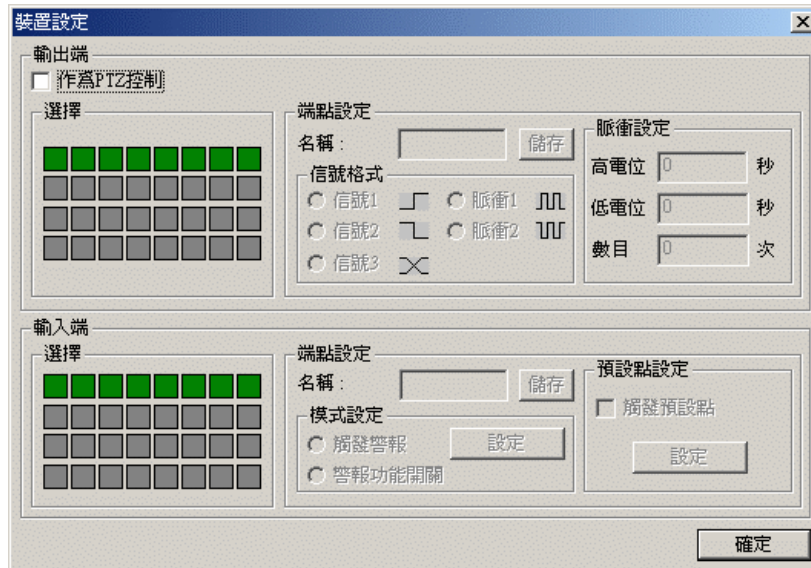 裝置設定
輸出端
作為PTZ控制
選擇
端點設定
名稱：
儲存
信號格式
信號1
脈衝1
信號2
脈衝2
信號3
脈衝設定
高電位 0 秒
低電位 0 秒
數目 0 次
輸入端
選擇
端點設定
名稱：
儲存
模式設定
觸發警報
設定
警報功能開關
預設點設定
觸發預設點
設定
確定